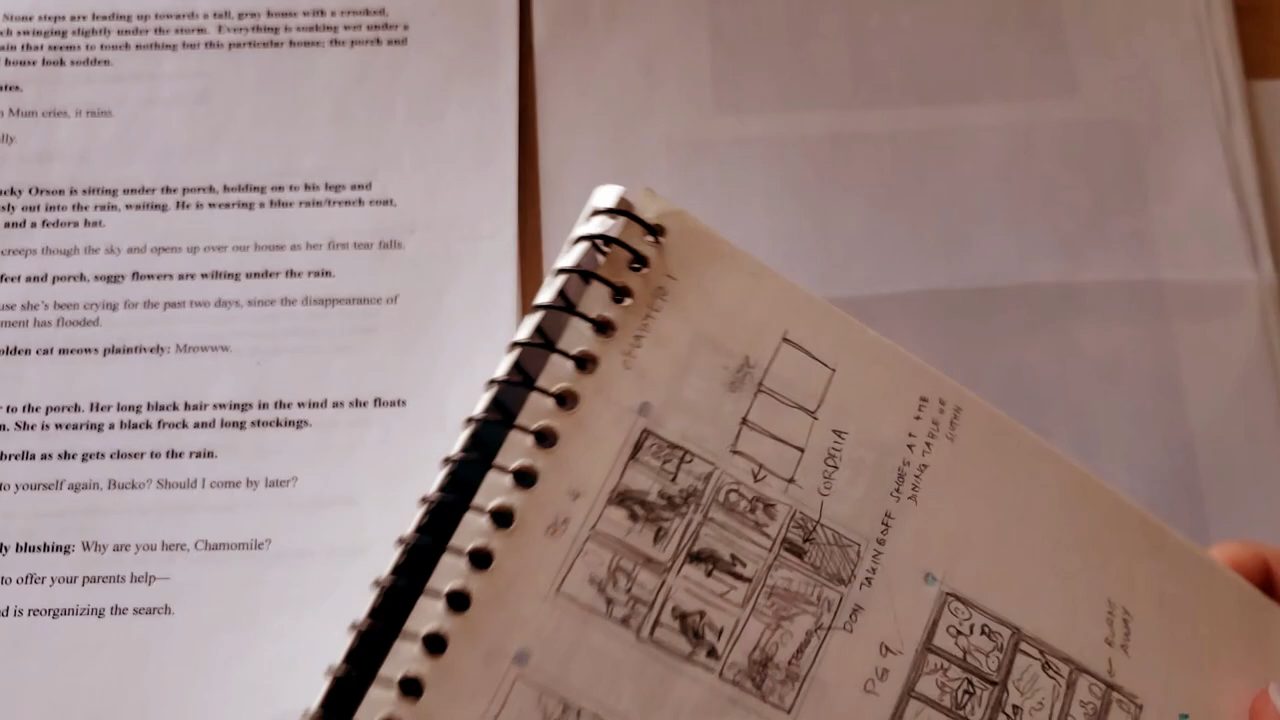 Stone steps are leading up towards a tall, gray house with a crooked,
ch swinging slightly under the storm. Everything is soaking wet under a
ain that seems to touch nothing but this particular house; the porch and
house look sodden.
ates.
Mum cries, it rains.
lly.
ucky Orson is sitting under the porch, holding on to his legs and
sly out into the rain, waiting. He is wearing a blue rain/trench coat,
and a fedora hat.
creeps though the sky and opens up over our house as her first tear falls.
feet and porch, soggy flowers are wilting under the rain.
use she's been crying for the past two days, since the disappearance of
ment has flooded.
olden cat meows plaintively: Mrowww.
to the porch. Her long black hair swings in the wind as she floats
n. She is wearing a black frock and long stockings.
brella as she gets closer to the rain.
to yourself again, Bucko? Should I come by later?
ly blushing: Why are you here, Chamomile?
to offer your parents help—
d is reorganizing the search.
CHAPTER 1
CORDELIA
DON TAKING OFF SHOES AT THE
DINING TABLE OR
PG 9
AWAY